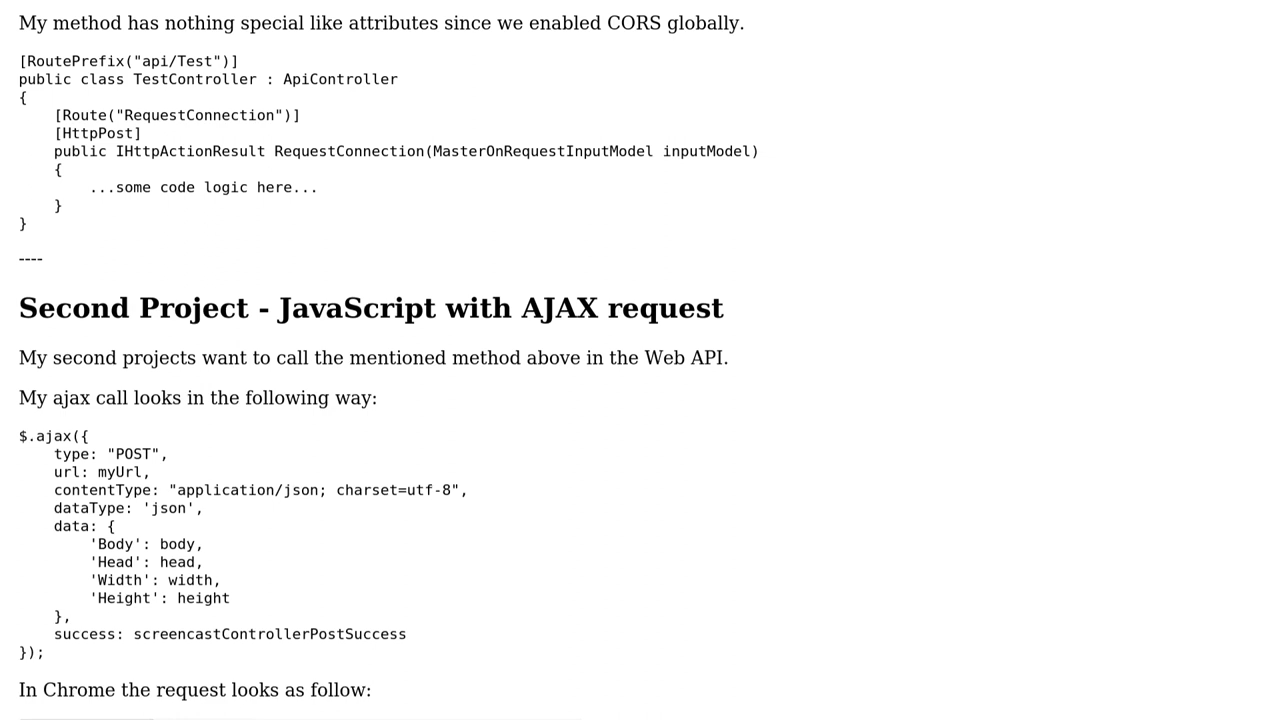 My method has nothing special like attributes since we enabled CORS globally.
[RoutePrefix("api/Test")]
public class TestController : ApiController
{
    [Route("RequestConnection")]
    [HttpPost]
    public IHttpActionResult RequestConnection(MasterOnRequestInputModel inputModel)
    {
        ...some code logic here...
    }
}
----
Second Project - JavaScript with AJAX request
My second projects want to call the mentioned method above in the Web API.
My ajax call looks in the following way:
$.ajax({
    type: "POST",
    url: myUrl,
    contentType: "application/json; charset=utf-8",
    dataType: 'json',
    data: {
        'Body': body,
        'Head': head,
        'Width': width,
        'Height': height
    },
    success: screencastControllerPostSuccess
});
In Chrome the request looks as follow: